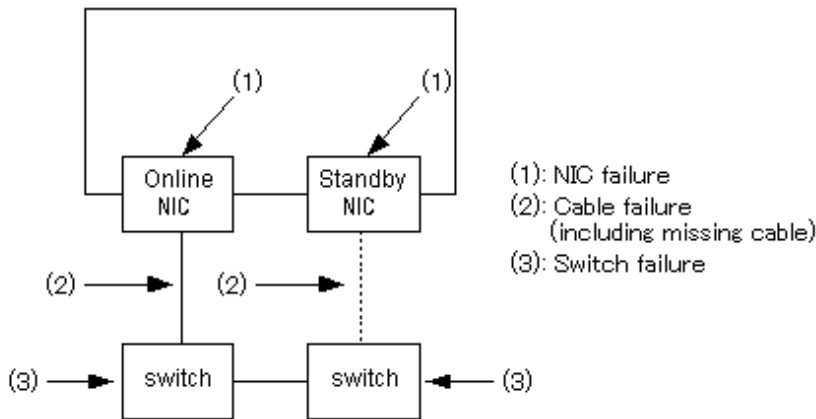 (1)
(1)
Online
NIC
Standby
NIC
(1): NIC failure
(2): Cable failure
(including missing cable)
(3): Switch failure
(2)
(2)
(3)
switch
switch
(3)